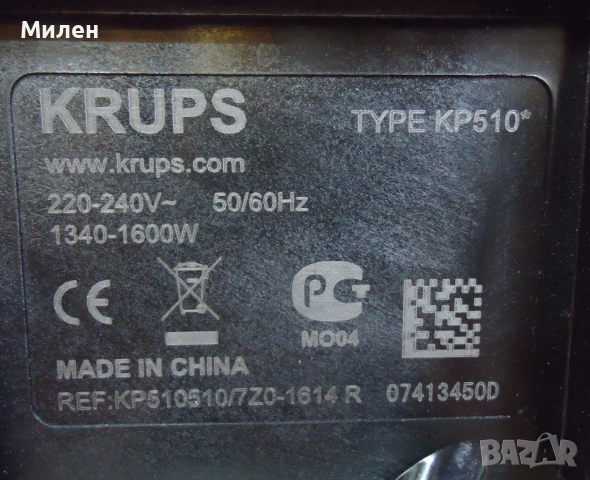 Милен
KRUPS
TYPE KP510*
www.krups.com
220-240V~ 50/60Hz
1340-1600W
CE
PG
MO04
MADE IN CHINA
REF:KP510510/7Z0-1614 R 07413450D
BAZAR